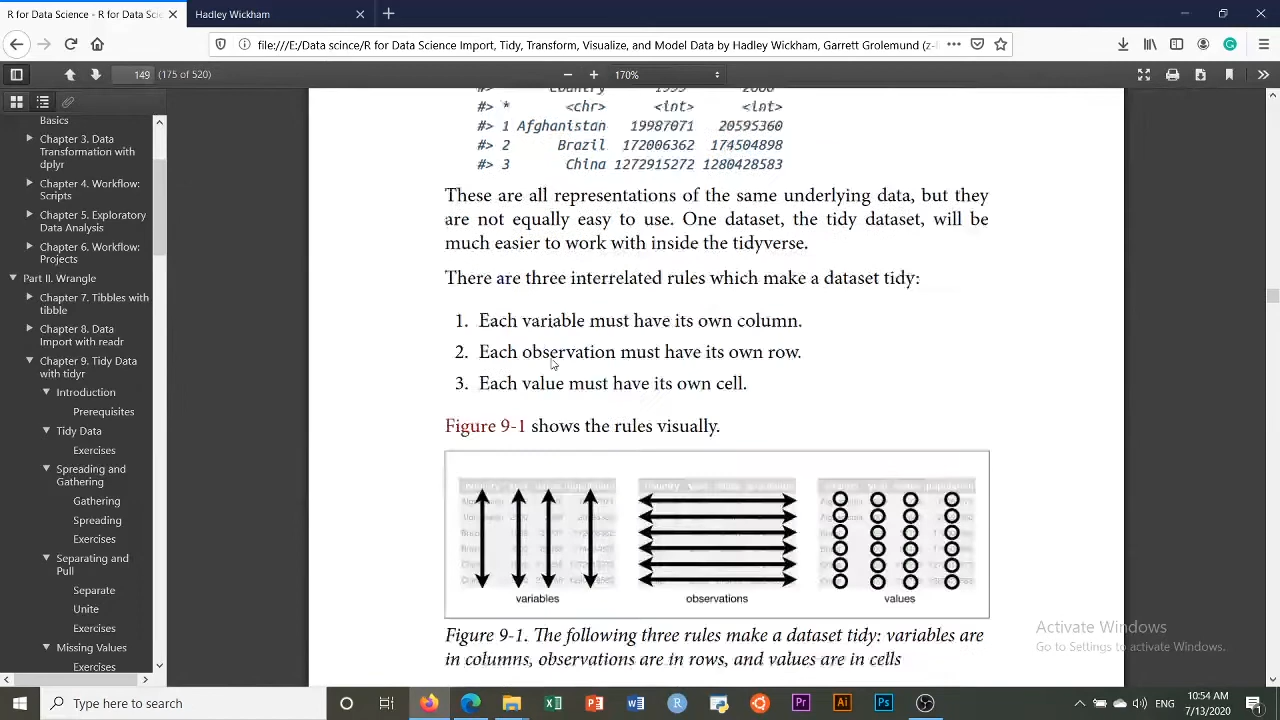 R for Data Science - R for Data Scie
Hadley Wickham
file:///E:/Data scince/R for Data Science Import, Tidy, Transform, Visualize, and Model Data by Hadley Wickham, Garrett Grolemund (z-l
149 (175 of 520)
170%
Basics
Chapter 3. Data
Transformation with
dplyr
Chapter 4. Workflow:
Scripts
Chapter 5. Exploratory
Data Analysis
Chapter 6. Workflow:
Projects
Part II. Wrangle
Chapter 7. Tibbles with
tibble
Chapter 8. Data
Import with readr
Chapter 9. Tidy Data
with tidyr
Introduction
Prerequisites
Tidy Data
Exercises
Spreading and
Gathering
Gathering
Spreading
Exercises
Separating and
Pull
Separate
Unite
Exercises
Missing Values
Exercises
#> * <chr> <int> <int>
#> 1 Afghanistan 19987071 20595360
#> 2 Brazil 172006362 174504898
#> 3 China 1272915272 1280428583
These are all representations of the same underlying data, but they
are not equally easy to use. One dataset, the tidy dataset, will be
much easier to work with inside the tidyverse.
There are three interrelated rules which make a dataset tidy:
1. Each variable must have its own column.
2. Each observation must have its own row.
3. Each value must have its own cell.
Figure 9-1 shows the rules visually.
variables
observations
values
Figure 9-1. The following three rules make a dataset tidy: variables are
in columns, observations are in rows, and values are in cells
Activate Windows
Go to Settings to activate Windows.
Type here to search
10:54 AM
7/13/2020